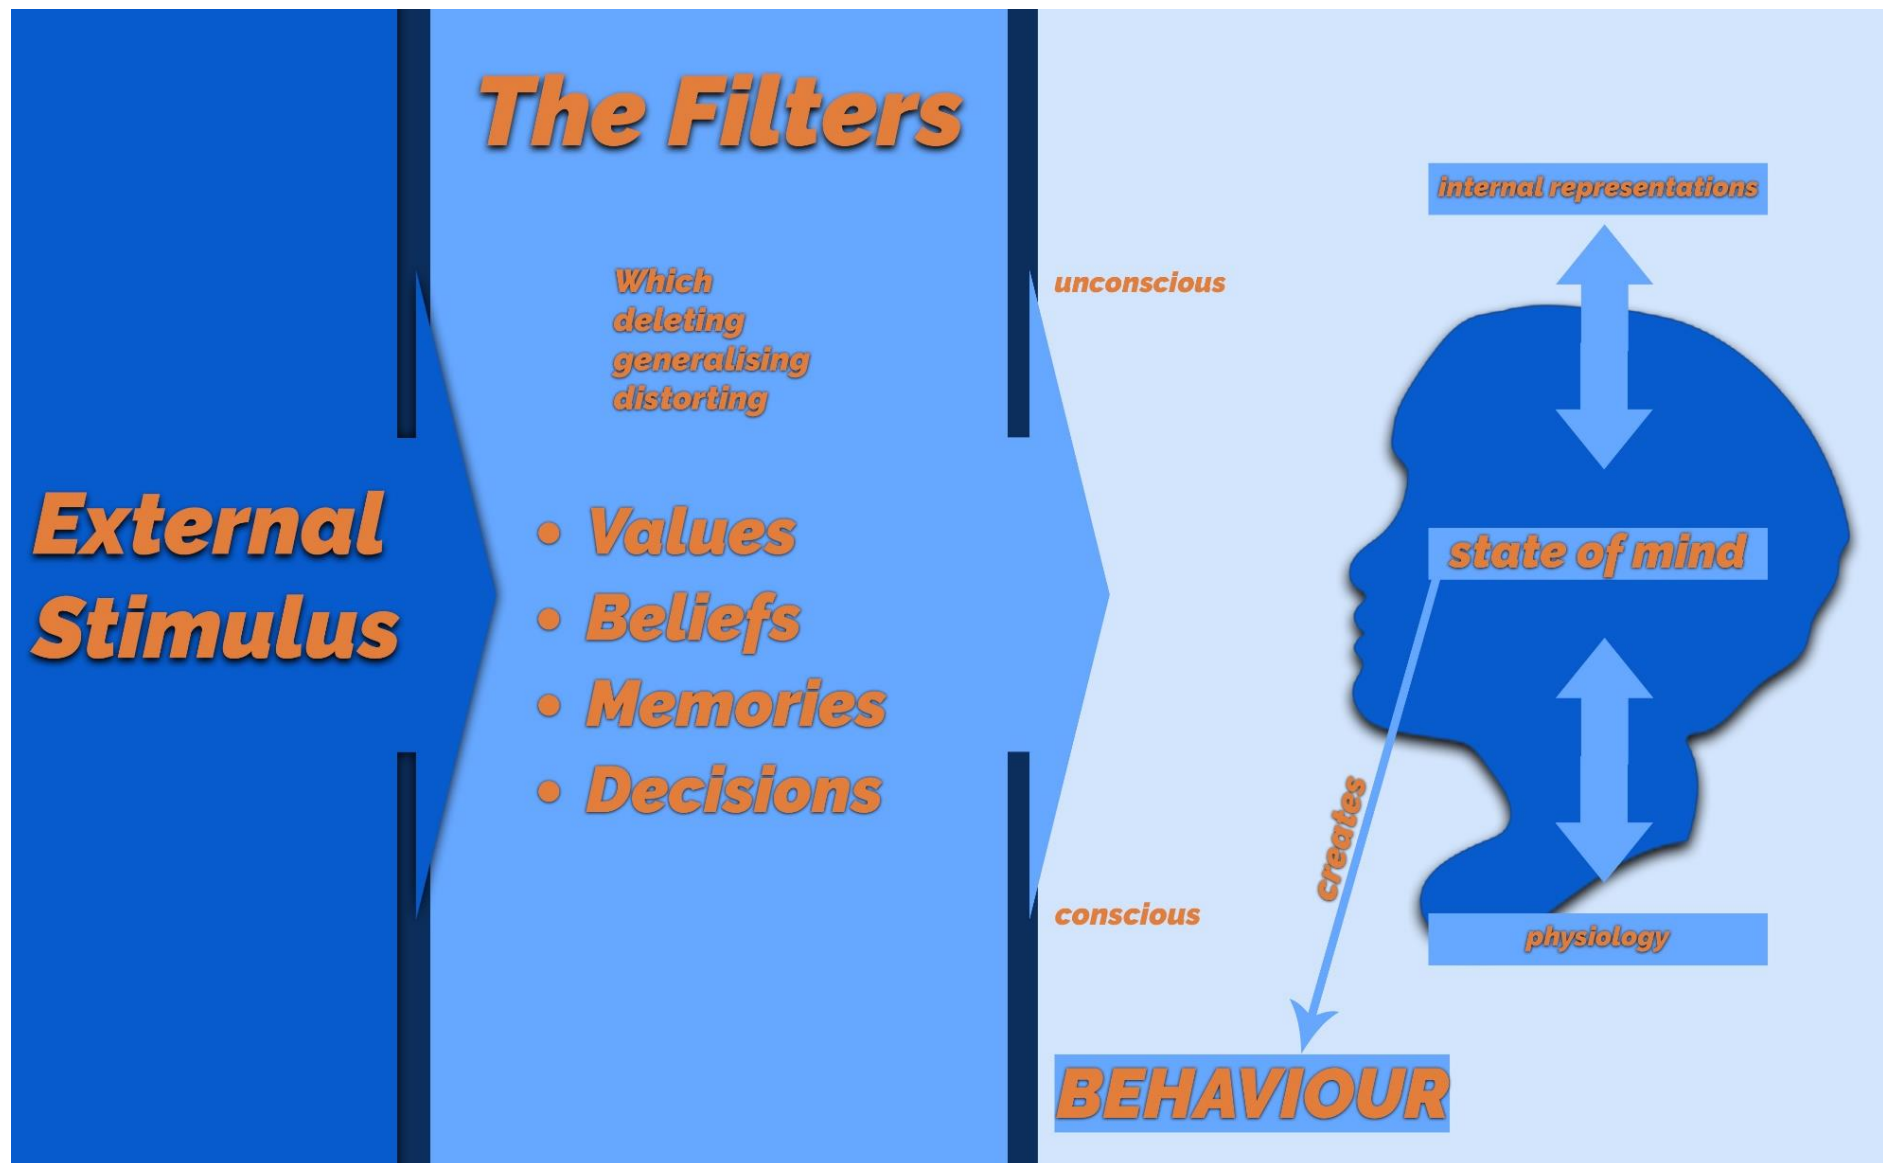 External
Stimulus
The Filters
Which
deleting
generalising
distorting
• Values
• Beliefs
• Memories
• Decisions
unconscious
conscious
internal representations
state of mind
physiology
creates
BEHAVIOUR